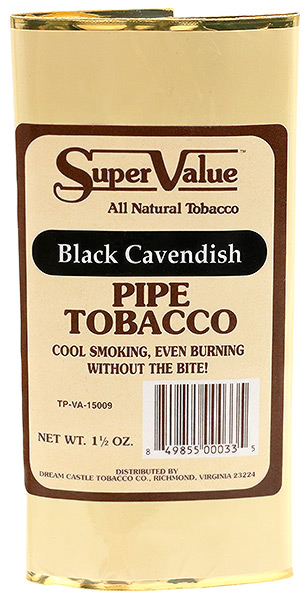 Super Value™
All Natural Tobacco
Black Cavendish
PIPE
TOBACCO
COOL SMOKING, EVEN BURNING
WITHOUT THE BITE!
TP-VA-15009
NET WT. 1½ OZ.
8 49855 00033 5
DISTRIBUTED BY
DREAM CASTLE TOBACCO CO., RICHMOND, VIRGINIA 23224